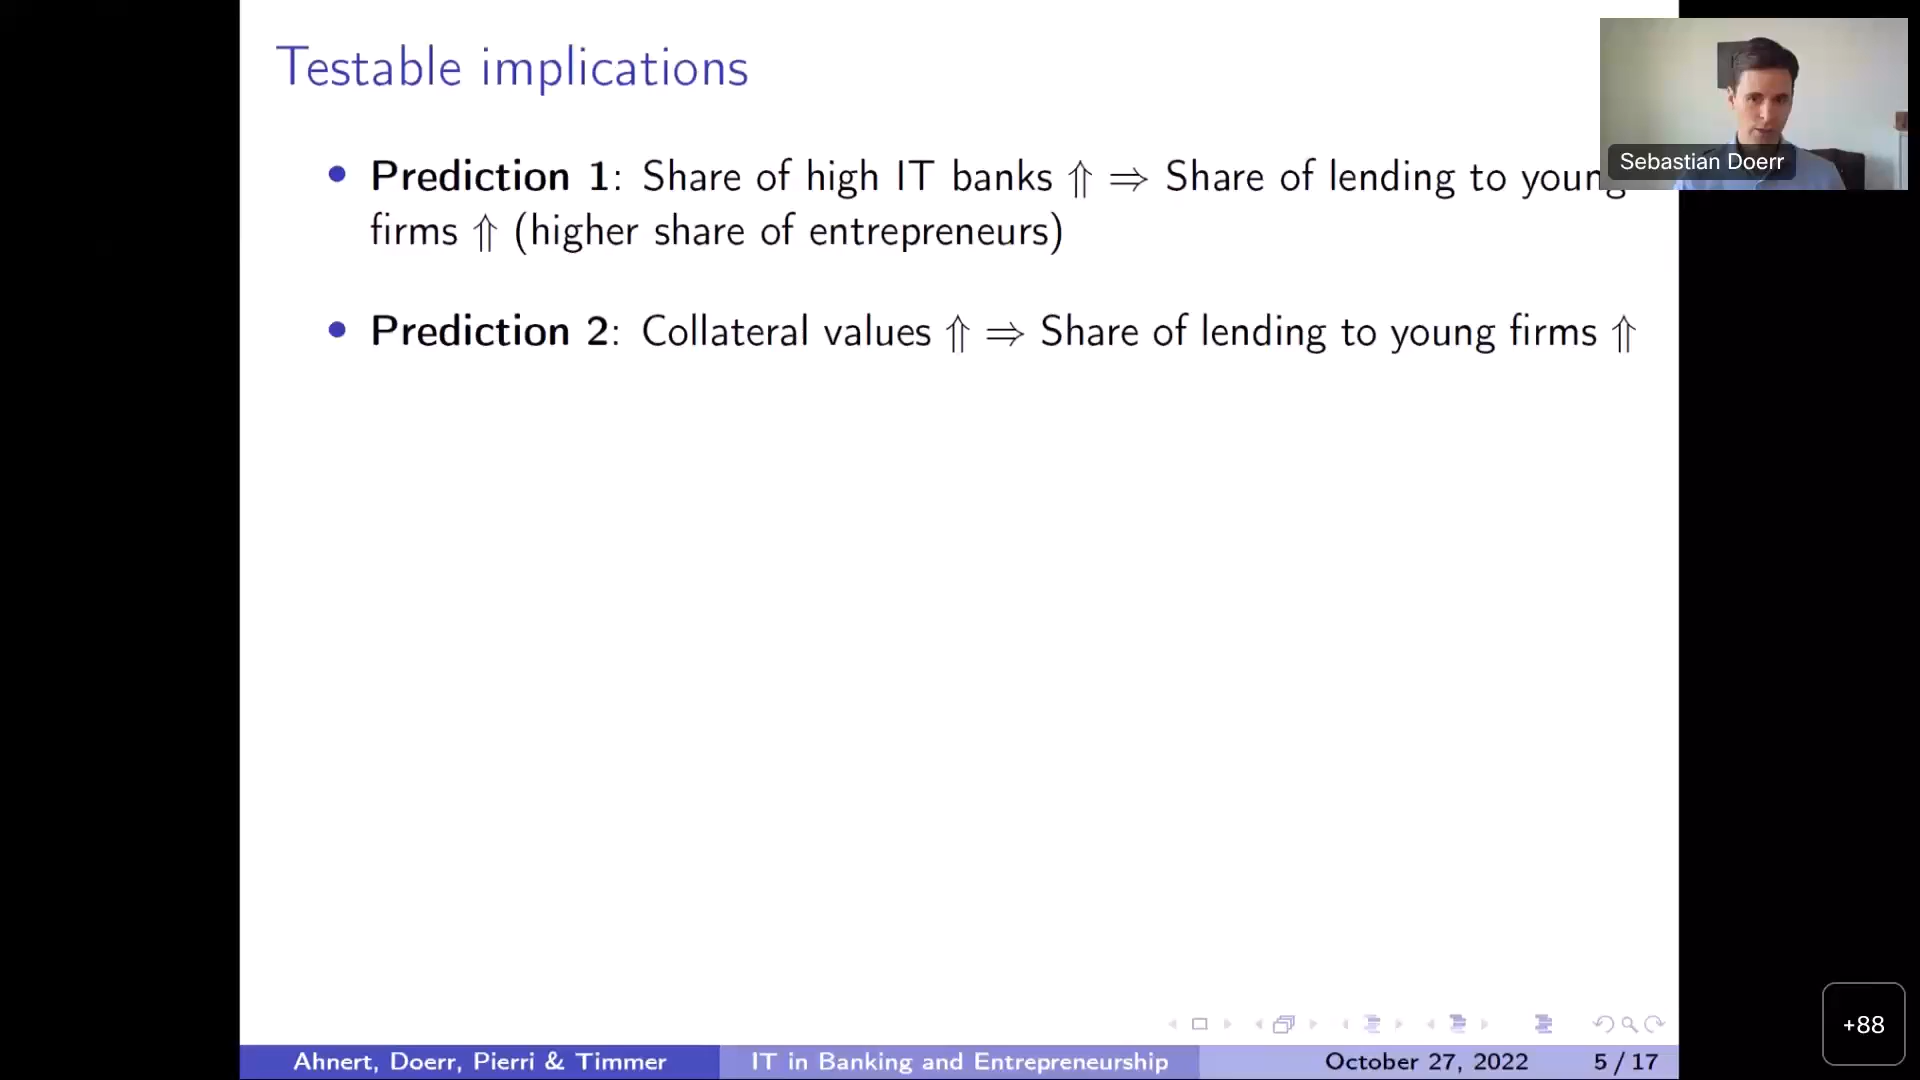 Testable implications
Sebastian Doerr
• Prediction 1: Share of high IT banks ⇑ ⇒ Share of lending to young
firms ⇑ (higher share of entrepreneurs)
• Prediction 2: Collateral values ⇑ ⇒ Share of lending to young firms ⇑
+88
Ahnert, Doerr, Pierri & Timmer IT in Banking and Entrepreneurship October 27, 2022 5 / 17